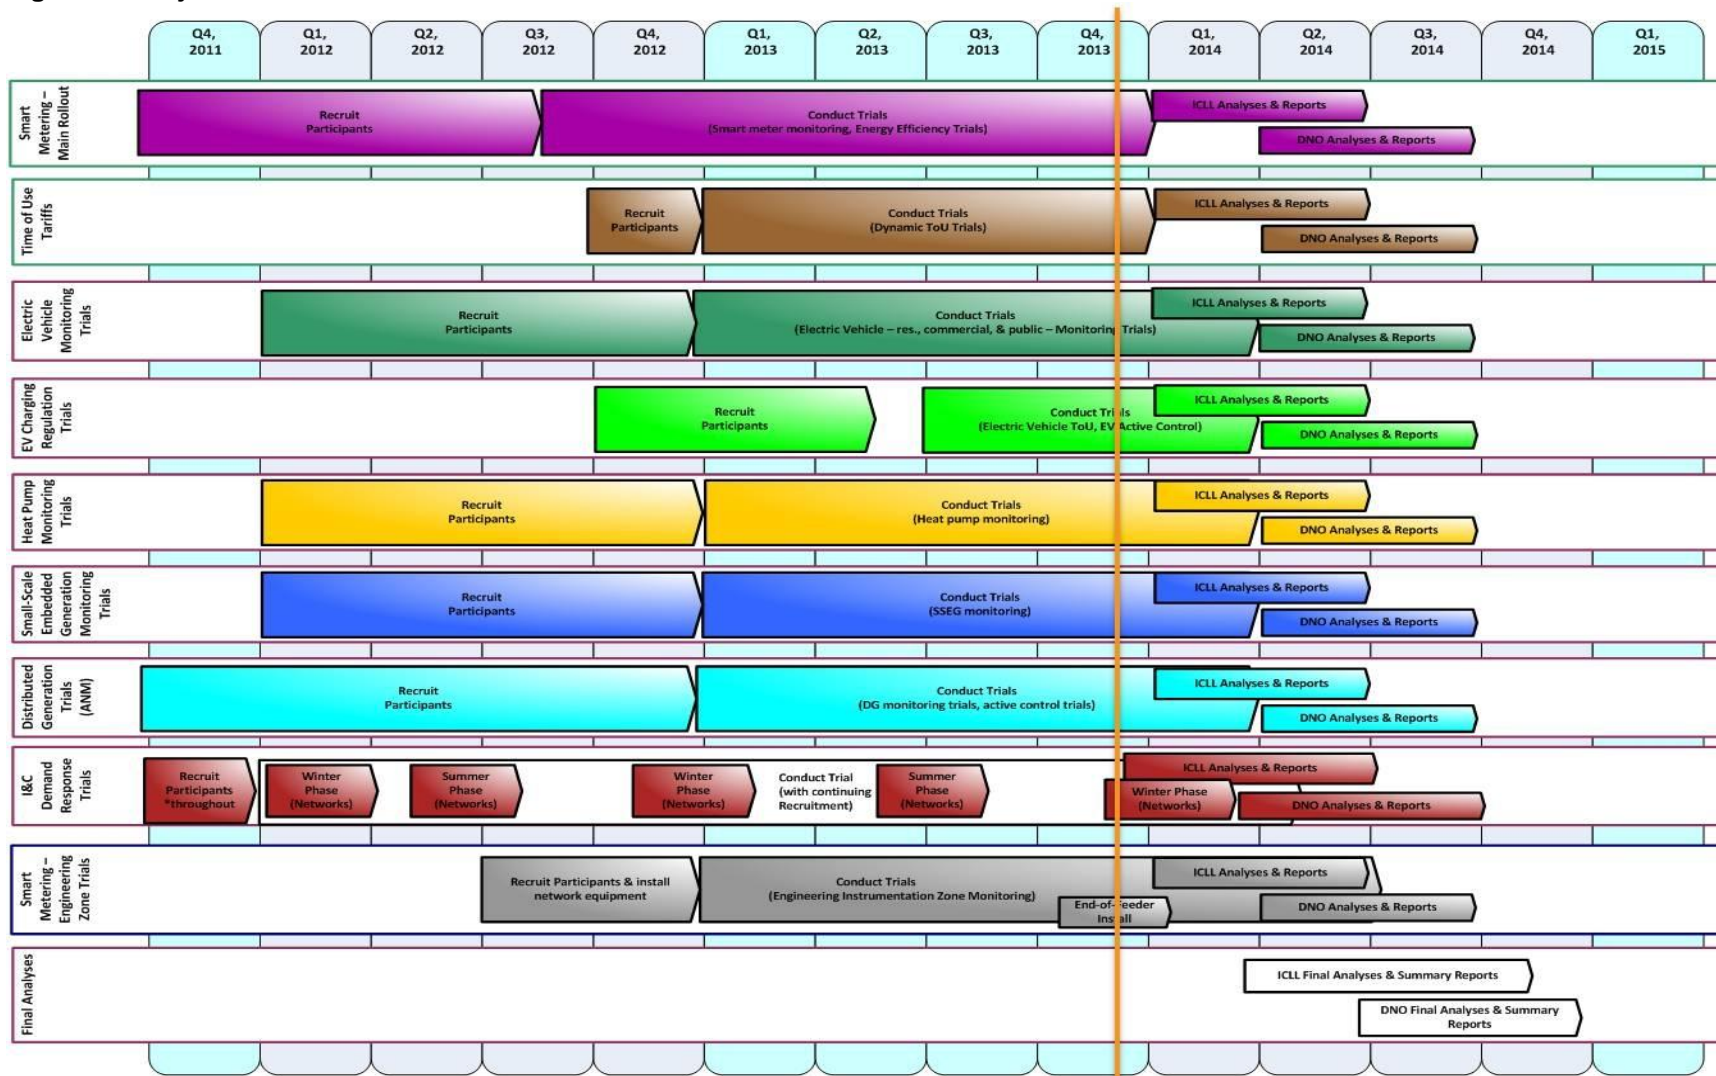 Q4,
2011
Q1,
2012
Q2,
2012
Q3,
2012
Q4,
2012
Q1,
2013
Q2,
2013
Q3,
2013
Q4,
2013
Q1,
2014
Q2,
2014
Q3,
2014
Q4,
2014
Q1,
2015
Smart
Metering –
Main Rollout
Recruit
Participants
Conduct Trials
(Smart meter monitoring, Energy Efficiency Trials)
ICLL Analyses & Reports
DNO Analyses & Reports
Time of Use
Tariffs
Recruit
Participants
Conduct Trials
(Dynamic ToU Trials)
ICLL Analyses & Reports
DNO Analyses & Reports
Electric
Vehicle
Monitoring
Trials
Recruit
Participants
Conduct Trials
(Electric Vehicle – res., commercial, & public – Monitoring Trials)
ICLL Analyses & Reports
DNO Analyses & Reports
EV Charging
Regulation
Trials
Recruit
Participants
Conduct Trials
(Electric Vehicle ToU, EV Active Control)
ICLL Analyses & Reports
DNO Analyses & Reports
Heat Pump
Monitoring
Trials
Recruit
Participants
Conduct Trials
(Heat pump monitoring)
ICLL Analyses & Reports
DNO Analyses & Reports
Small-Scale
Embedded
Generation
Monitoring
Trials
Recruit
Participants
Conduct Trials
(SSEG monitoring)
ICLL Analyses & Reports
DNO Analyses & Reports
Distributed
Generation
Trials
(ANM)
Recruit
Participants
Conduct Trials
(DG monitoring trials, active control trials)
ICLL Analyses & Reports
DNO Analyses & Reports
I&C
Demand
Response
Trials
Recruit
Participants
*throughout
Winter
Phase
(Networks)
Summer
Phase
(Networks)
Winter
Phase
(Networks)
Conduct Trial
(with continuing
Recruitment)
Summer
Phase
(Networks)
Winter Phase
(Networks)
ICLL Analyses & Reports
DNO Analyses & Reports
Smart
Metering –
Engineering
Zone Trials
Recruit Participants & install
network equipment
Conduct Trials
(Engineering Instrumentation Zone Monitoring)
End-of-Feeder
Install
ICLL Analyses & Reports
DNO Analyses & Reports
Final Analyses
ICLL Final Analyses & Summary Reports
DNO Final Analyses & Summary
Reports